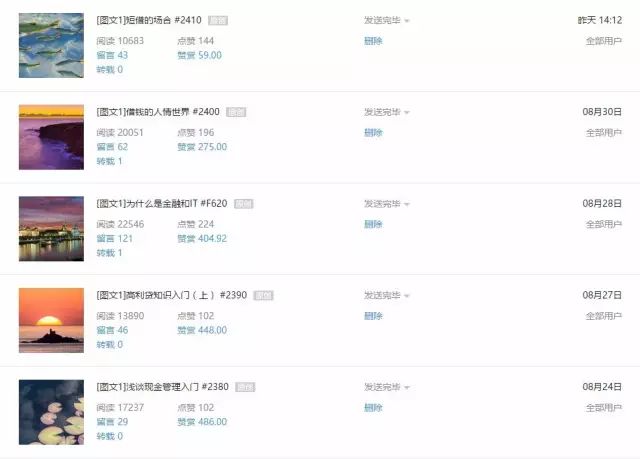 [图文1]短借的场合 #2410 原创 发送完毕 昨天 14:12
阅读 10683 点赞 144 删除 全部用户
留言 43 赞赏 59.00
转载 0
[图文1]借钱的人情世界 #2400 原创 发送完毕 08月30日
阅读 20051 点赞 196 删除 全部用户
留言 62 赞赏 275.00
转载 1
[图文1]为什么是金融和IT #F620 原创 发送完毕 08月28日
阅读 22546 点赞 224 删除 全部用户
留言 121 赞赏 404.92
转载 1
[图文1]高利贷知识入门（上） #2390 原创 发送完毕 08月27日
阅读 13890 点赞 102 删除 全部用户
留言 46 赞赏 448.00
转载 0
[图文1]浅谈现金管理入门 #2380 原创 发送完毕 08月24日
阅读 17237 点赞 102 删除 全部用户
留言 29 赞赏 486.00
转载 0